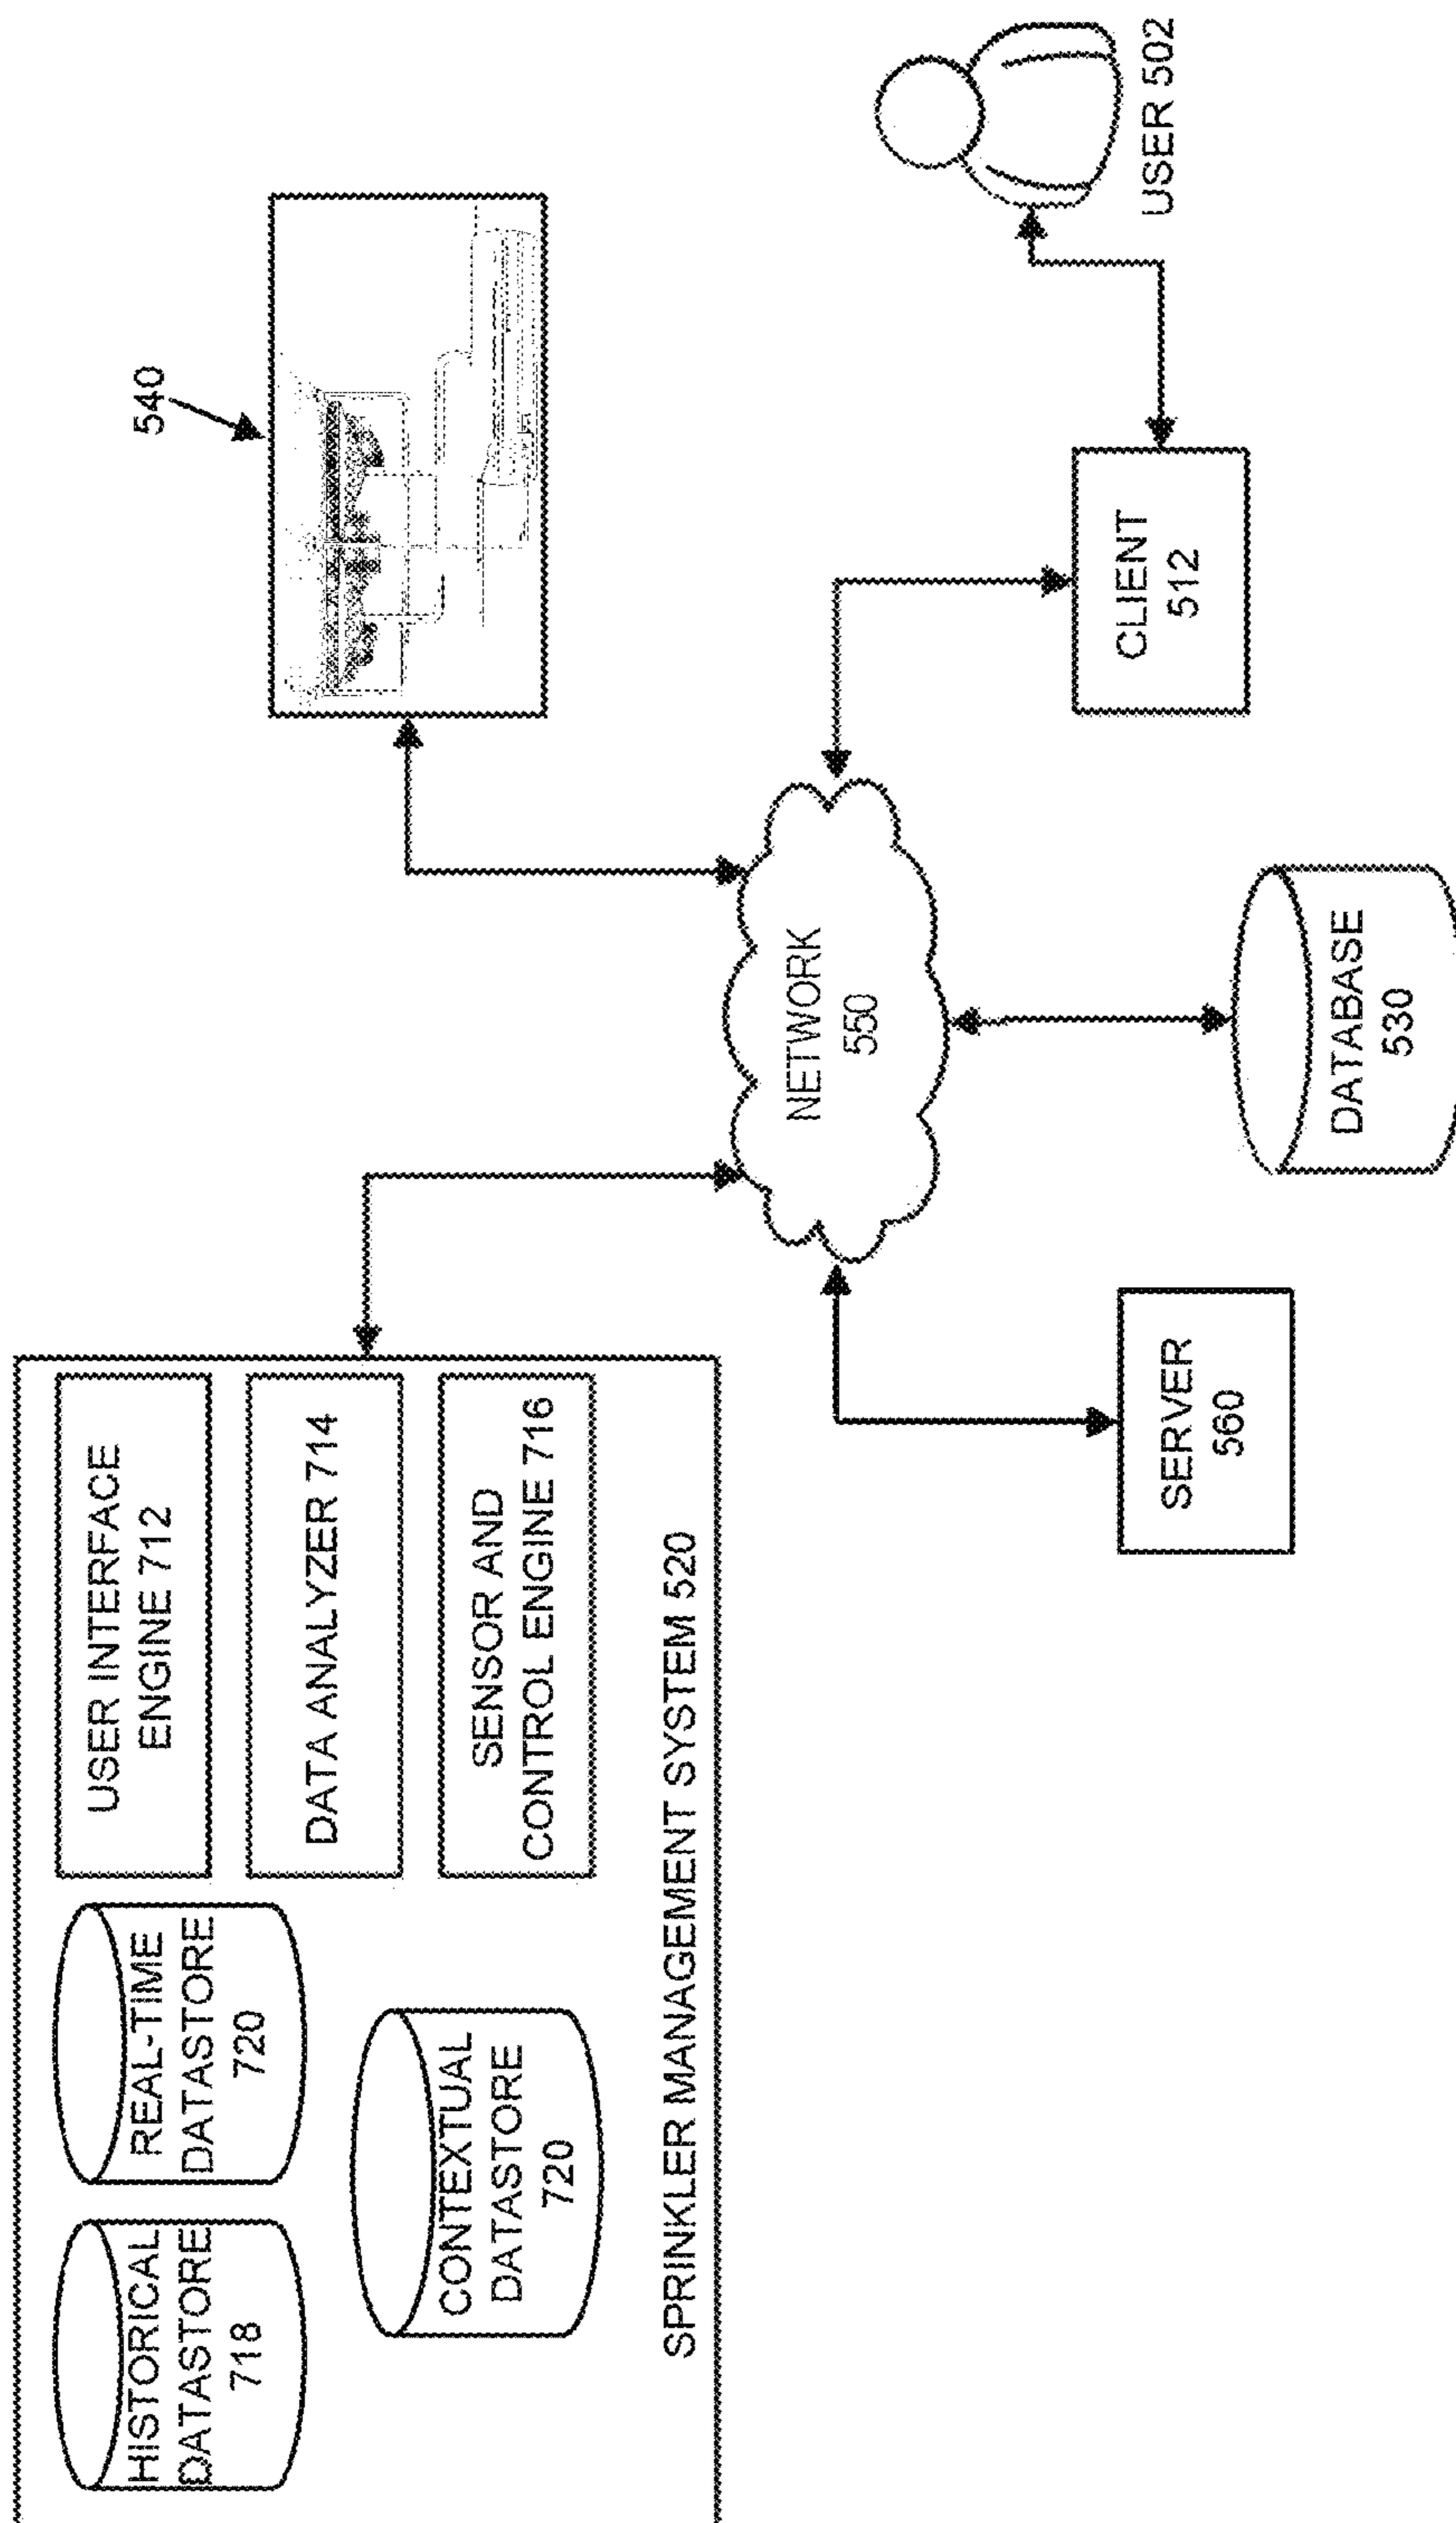 HISTORICAL
DATASTORE
718
REAL-TIME
DATASTORE
720
USER INTERFACE
ENGINE 712
CONTEXTUAL
DATASTORE
720
DATA ANALYZER 714
SENSOR AND
CONTROL ENGINE 716
SPRINKLER MANAGEMENT SYSTEM 520
540
NETWORK
550
SERVER
560
DATABASE
530
CLIENT
512
USER 502